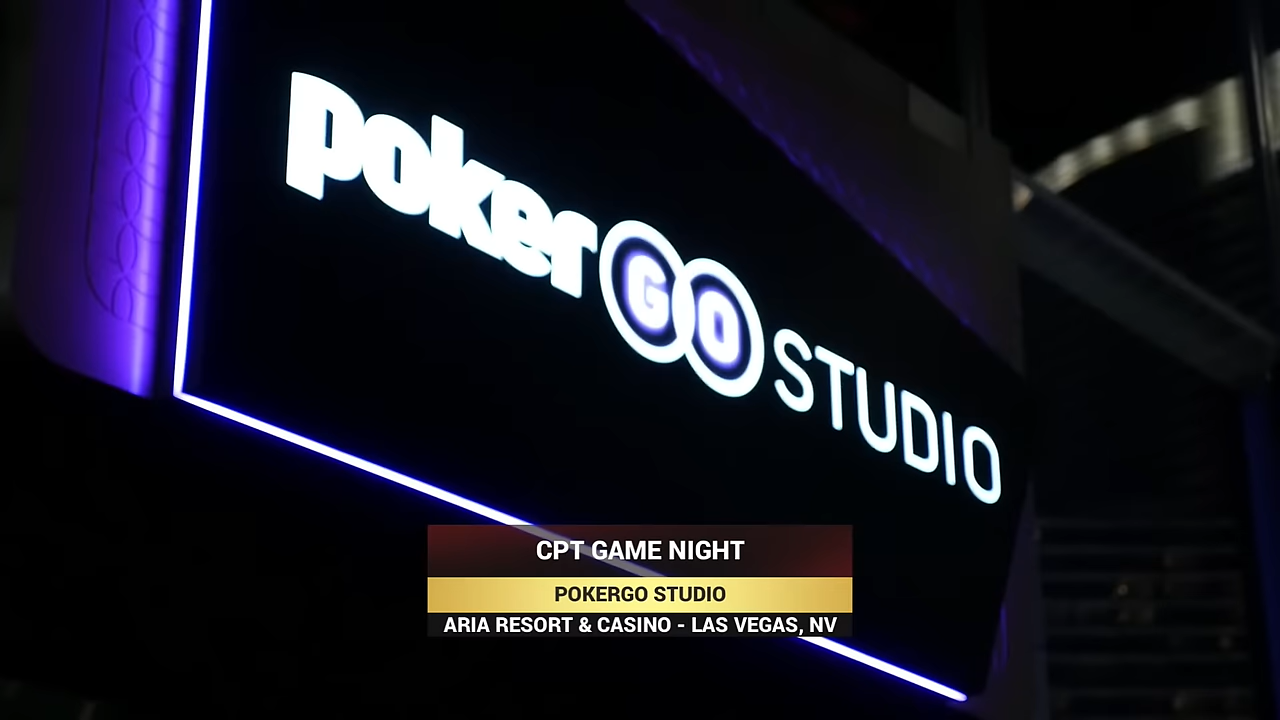 pokerGO STUDIO
CPT GAME NIGHT
POKERGO STUDIO
ARIA RESORT & CASINO - LAS VEGAS, NV